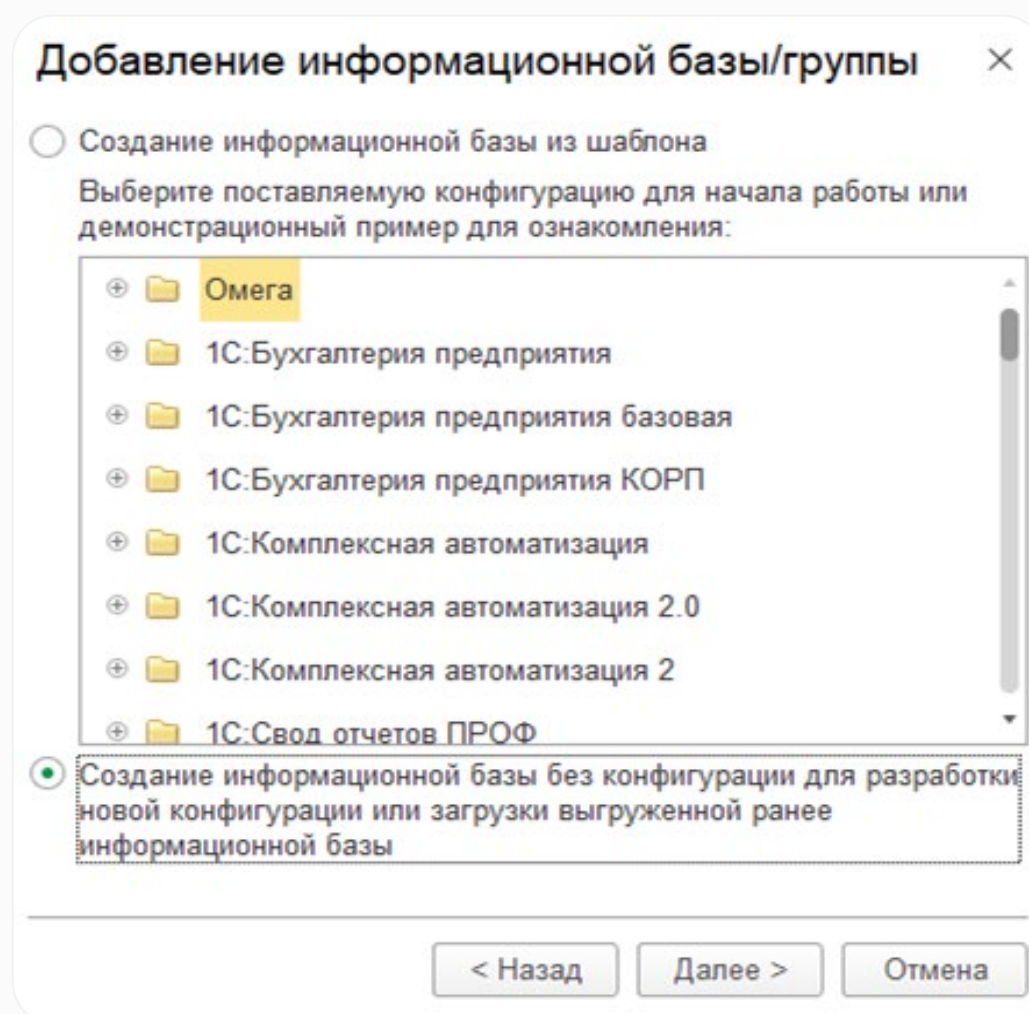 Добавление информационной базы/группы
Создание информационной базы из шаблона
Выберите поставляемую конфигурацию для начала работы или
демонстрационный пример для ознакомления:
Омега
1С:Бухгалтерия предприятия
1С:Бухгалтерия предприятия базовая
1С:Бухгалтерия предприятия КОРП
1С:Комплексная автоматизация
1С:Комплексная автоматизация 2.0
1С:Комплексная автоматизация 2
1С:Свод отчетов ПРОФ
Создание информационной базы без конфигурации для разработки
новой конфигурации или загрузки выгруженной ранее
информационной базы
< Назад Далее > Отмена